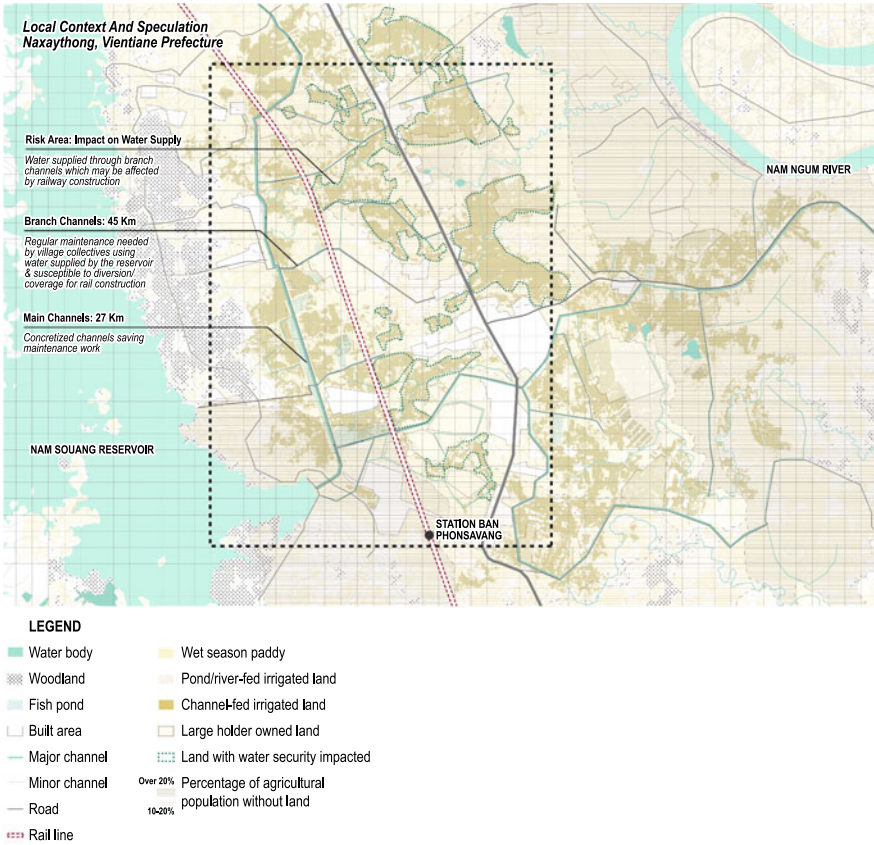 Local Context And Speculation
Naxaythong, Vientiane Prefecture
Risk Area: Impact on Water Supply
Water supplied through branch
channels which may be affected
by railway construction
NAM NGUM RIVER
Branch Channels: 45 Km
Regular maintenance needed
by village collectives using
water supplied by the reservoir
& susceptible to diversion/
coverage for rail construction
Main Channels: 27 Km
Concretized channels saving
maintenance work
NAM SOUANG RESERVOIR
STATION BAN
PHONSAVANG
LEGEND
Water body
Woodland
Fish pond
Built area
Major channel
Minor channel
Road
Rail line
Wet season paddy
Pond/river-fed irrigated land
Channel-fed irrigated land
Large holder owned land
Land with water security impacted
Over 20%
10-20%
Percentage of agricultural
population without land